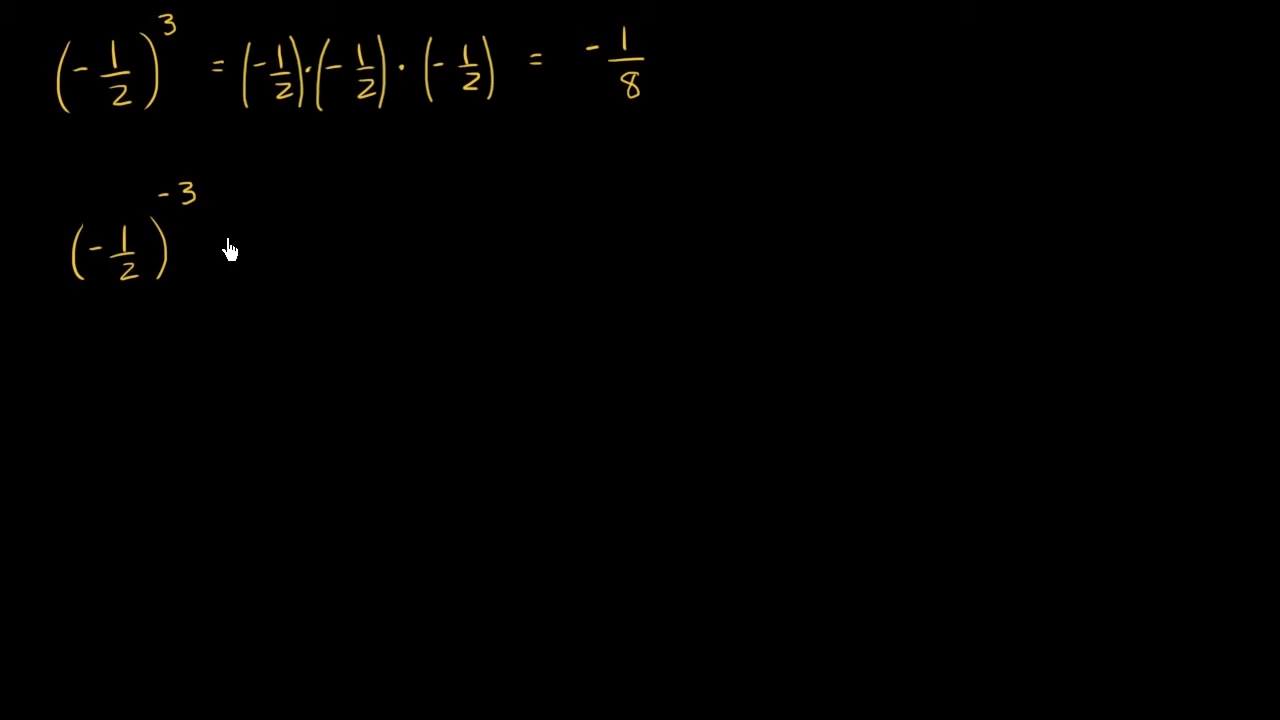 (-1/2)^3 = (-1/2)·(-1/2)·(-1/2) = -1/8
(-1/2)^-3